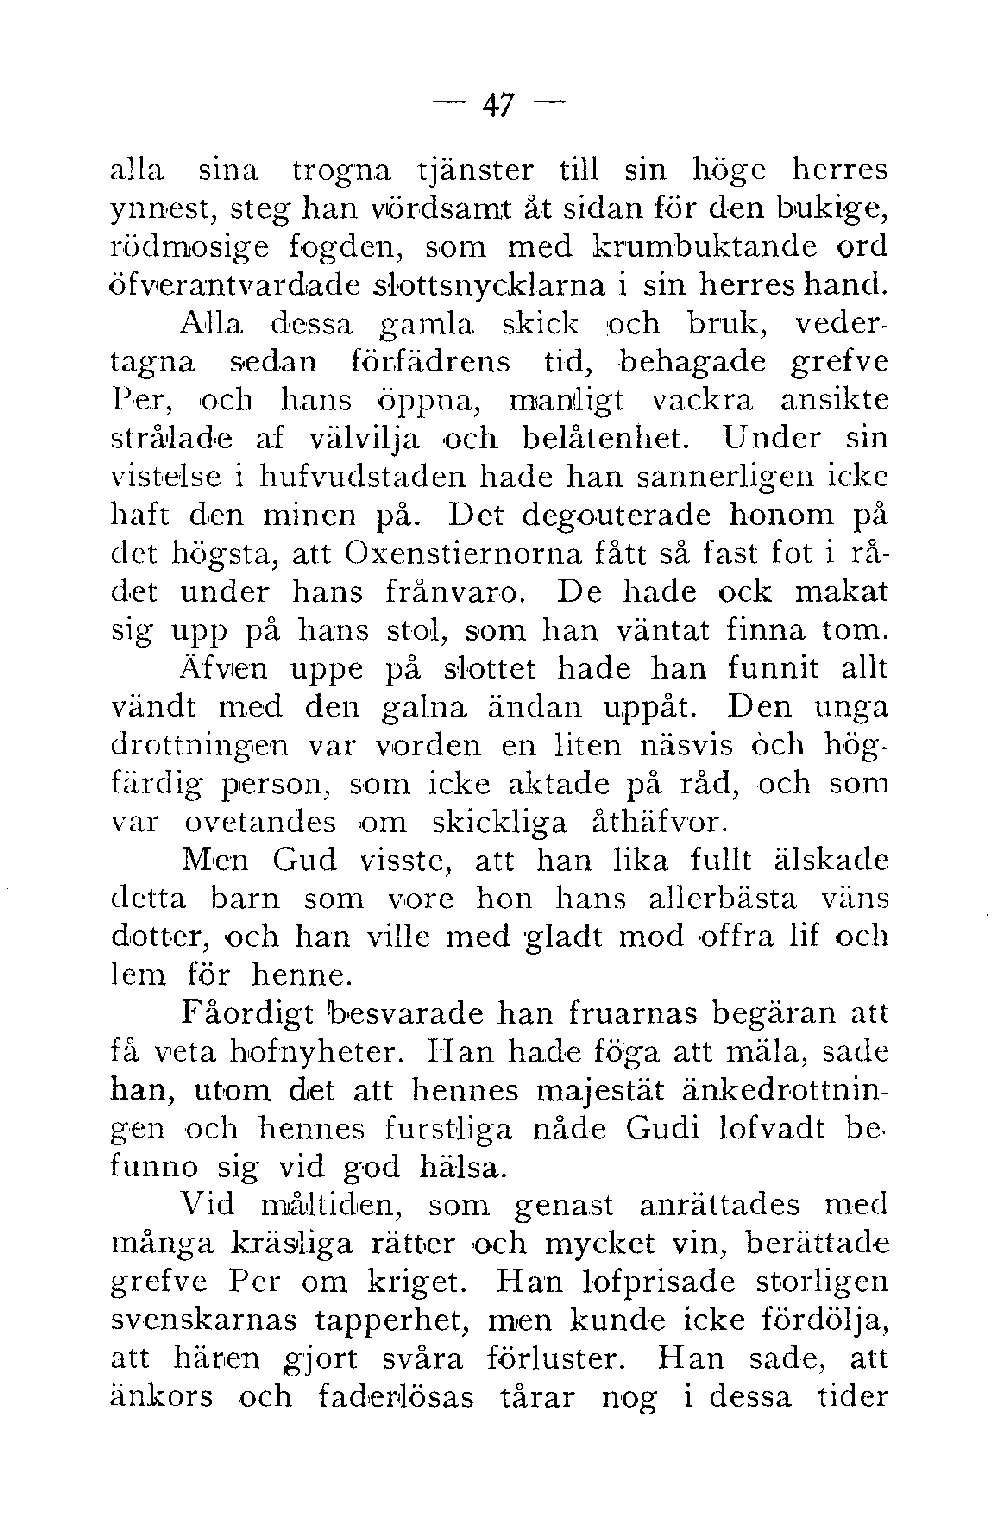 — 47 —
alla sina trogna tjänster till sin höge herres
ynnest, steg han vördsamt åt sidan för den bukige,
rödmosige fogden, som med krumbuktande ord
öfverantvardade slottsnycklarna i sin herres hand.
Alla dessa gamla skick och bruk, veder-
tagna sedan förfädrens tid, behagade grefve
Per, och hans öppna, manligt vackra ansikte
strålade af välvilja och belåtenhet. Under sin
vistelse i hufvudstaden hade han sannerligen icke
haft den minen på. Det degouterade honom på
det högsta, att Oxenstiernorna fått så fast fot i rå-
det under hans frånvaro. De hade ock makat
sig upp på hans stol, som han väntat finna tom.
Äfven uppe på slottet hade han funnit allt
vändt med den galna ändan uppåt. Den unga
drottningen var vorden en liten näsvis och hög-
färdig person, som icke aktade på råd, och som
var ovetandes om skickliga åthäfvor.
Men Gud visste, att han lika fullt älskade
detta barn som vore hon hans allerbästa väns
dotter, och han ville med gladt mod offra lif och
lem för henne.
Fåordigt besvarade han fruarnas begäran att
få veta hofnyheter. Han hade föga att mäla, sade
han, utom det att hennes majestät änkedrottnin-
gen och hennes furstliga nåde Gudi lofvadt be-
funno sig vid god hälsa.
Vid måltiden, som genast anrättades med
många kräsliga rätter och mycket vin, berättade
grefve Per om kriget. Han lofprisade storligen
svenskarnas tapperhet, men kunde icke fördölja,
att hären gjort svåra förluster. Han sade, att
änkors och faderlösas tårar nog i dessa tider